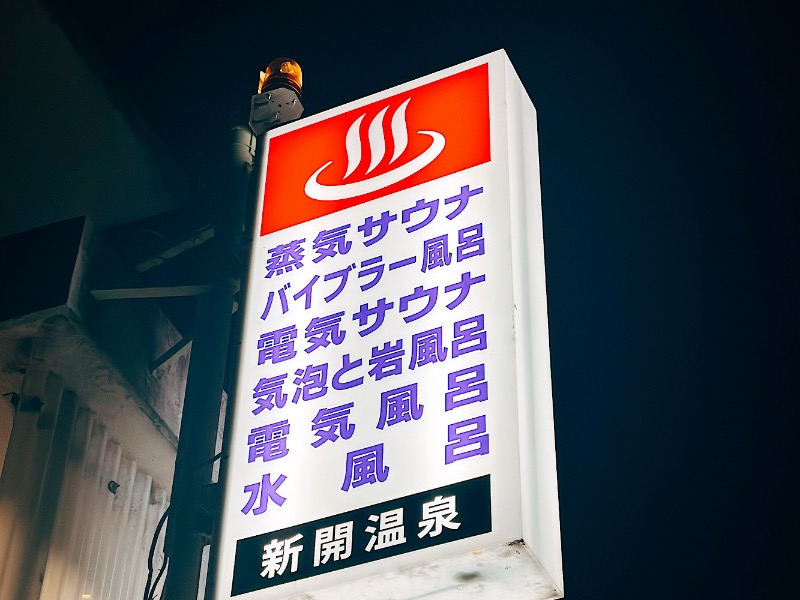 蒸気サウナ
バイブラー風呂
電気サウナ
気泡と岩風呂
電気風呂
水風呂
新開温泉